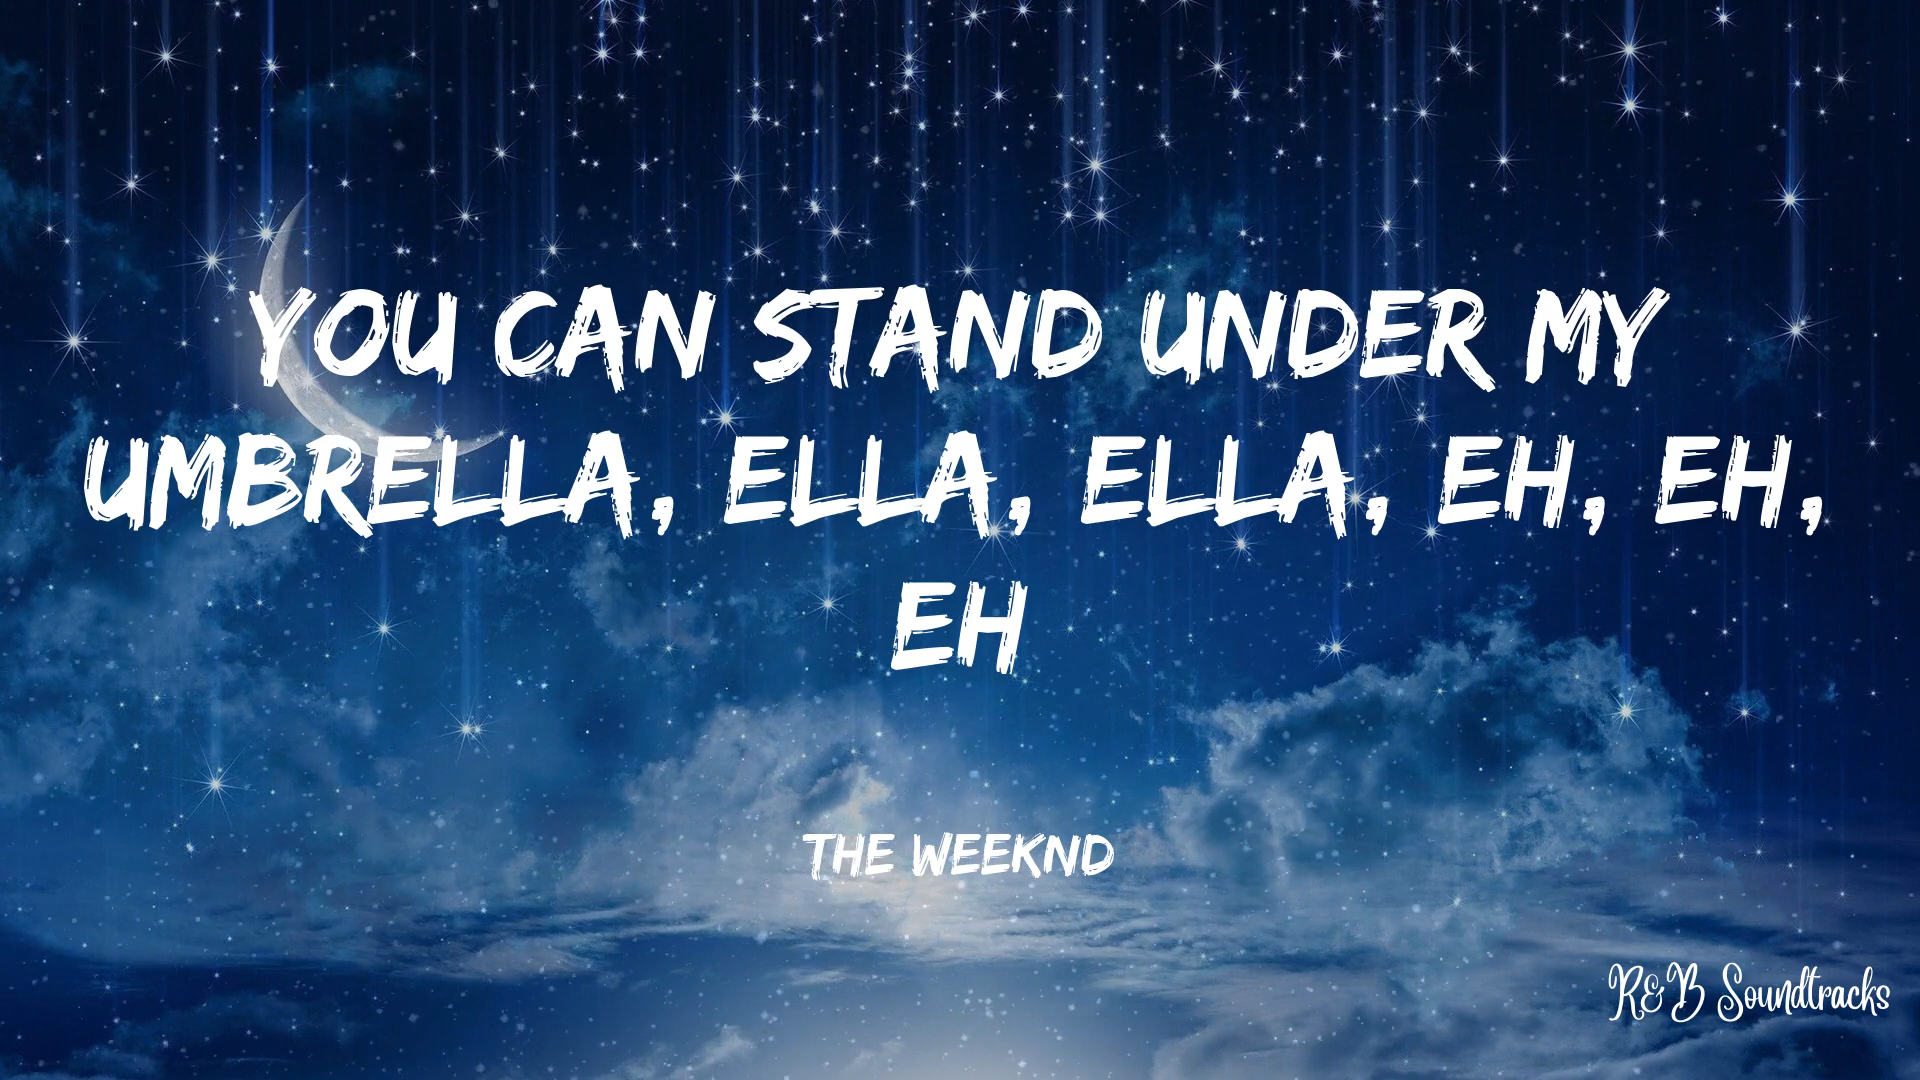 YOU CAN STAND UNDER MY
UMBRELLA, ELLA, ELLA, EH, EH,
EH
THE WEEKND
R&B Soundtracks